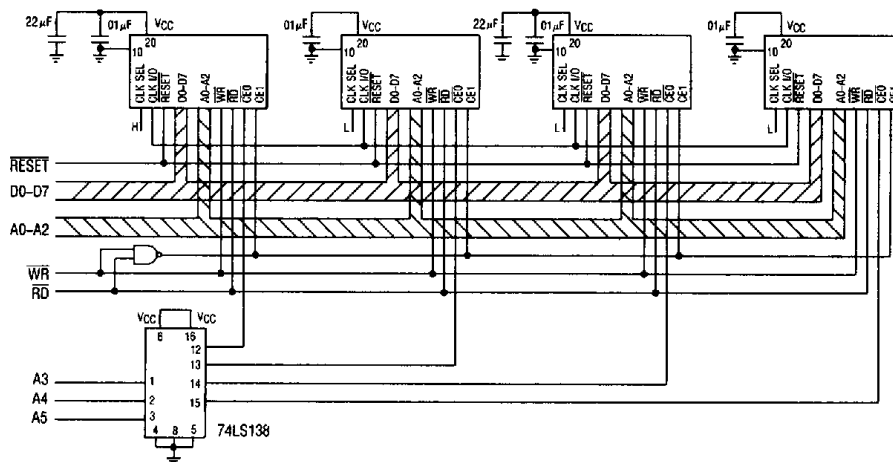 22μF 01μF VCC 01μF VCC 22μF 01μF VCC 01μF VCC
20 20 20 20
10 10 10 10
CLK SEL CLK I/O RESET D0-D7 A0-A2 WR RD CE0 CE1
CLK SEL CLK I/O RESET D0-D7 A0-A2 WR RD CE0 CE1
CLK SEL CLK I/O RESET D0-D7 A0-A2 WR RD CE0 CE1
CLK SEL CLK I/O RESET D0-D7 A0-A2 WR RD CE0 CE1
H L L L
RESET
D0-D7
A0-A2
WR
RD
VCC VCC
6 16
12
13
A3 1 14
A4 2 15
A5 3
4 8 5 74LS138